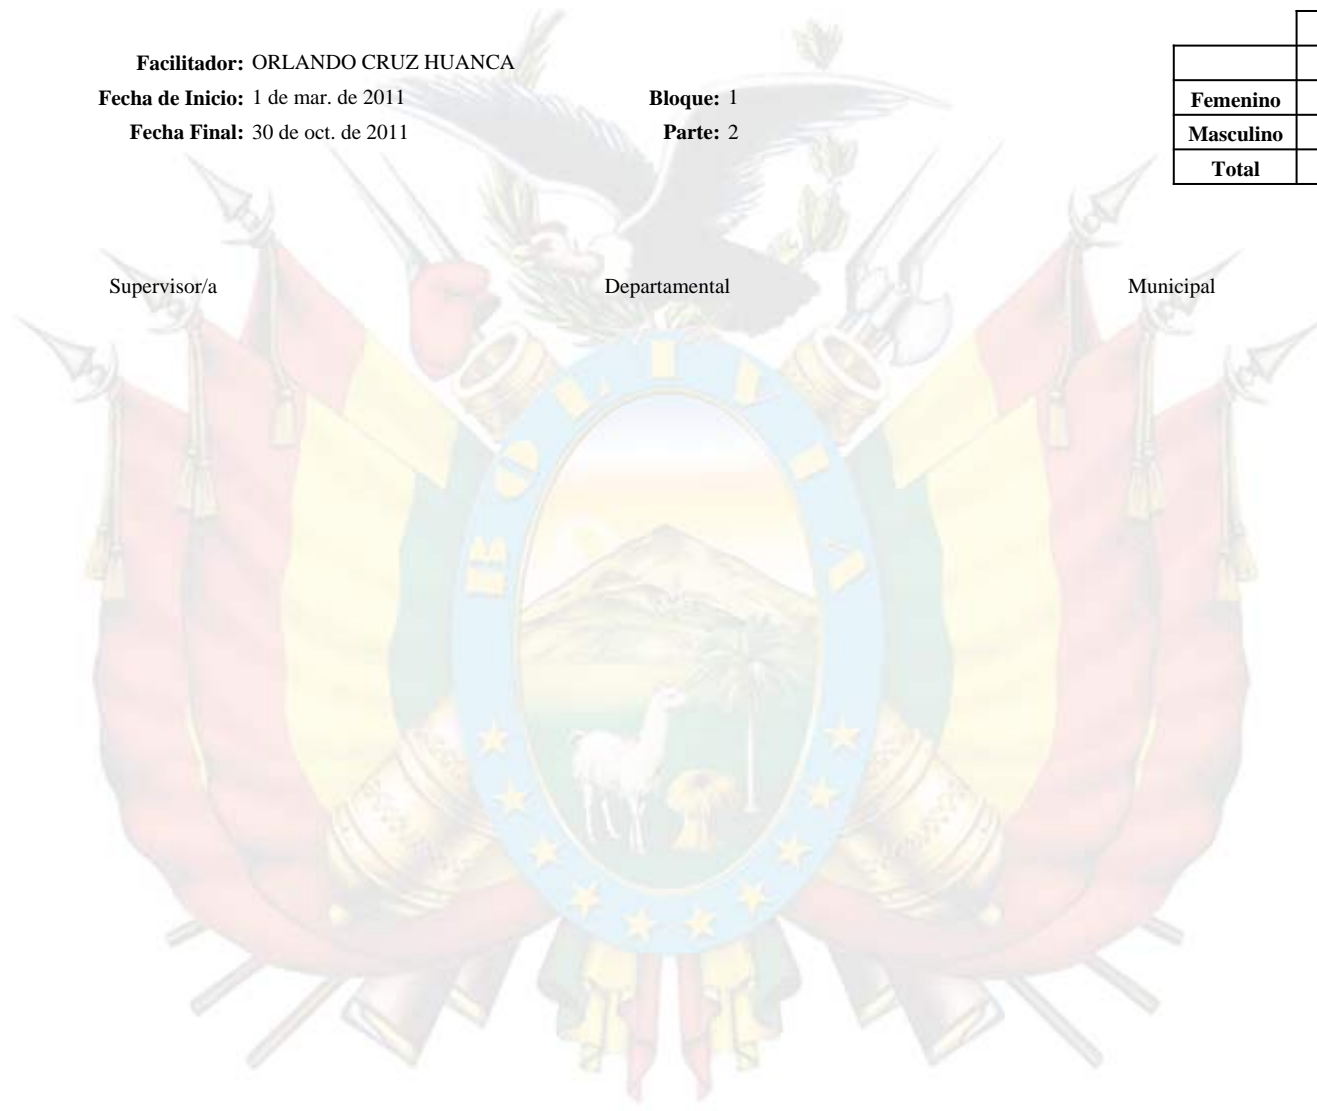 Facilitador: ORLANDO CRUZ HUANCA
Fecha de Inicio: 1 de mar. de 2011 Bloque: 1
Fecha Final: 30 de oct. de 2011 Parte: 2
Femenino
Masculino
Total
Supervisor/a Departamental Municipal
BOLIVIA